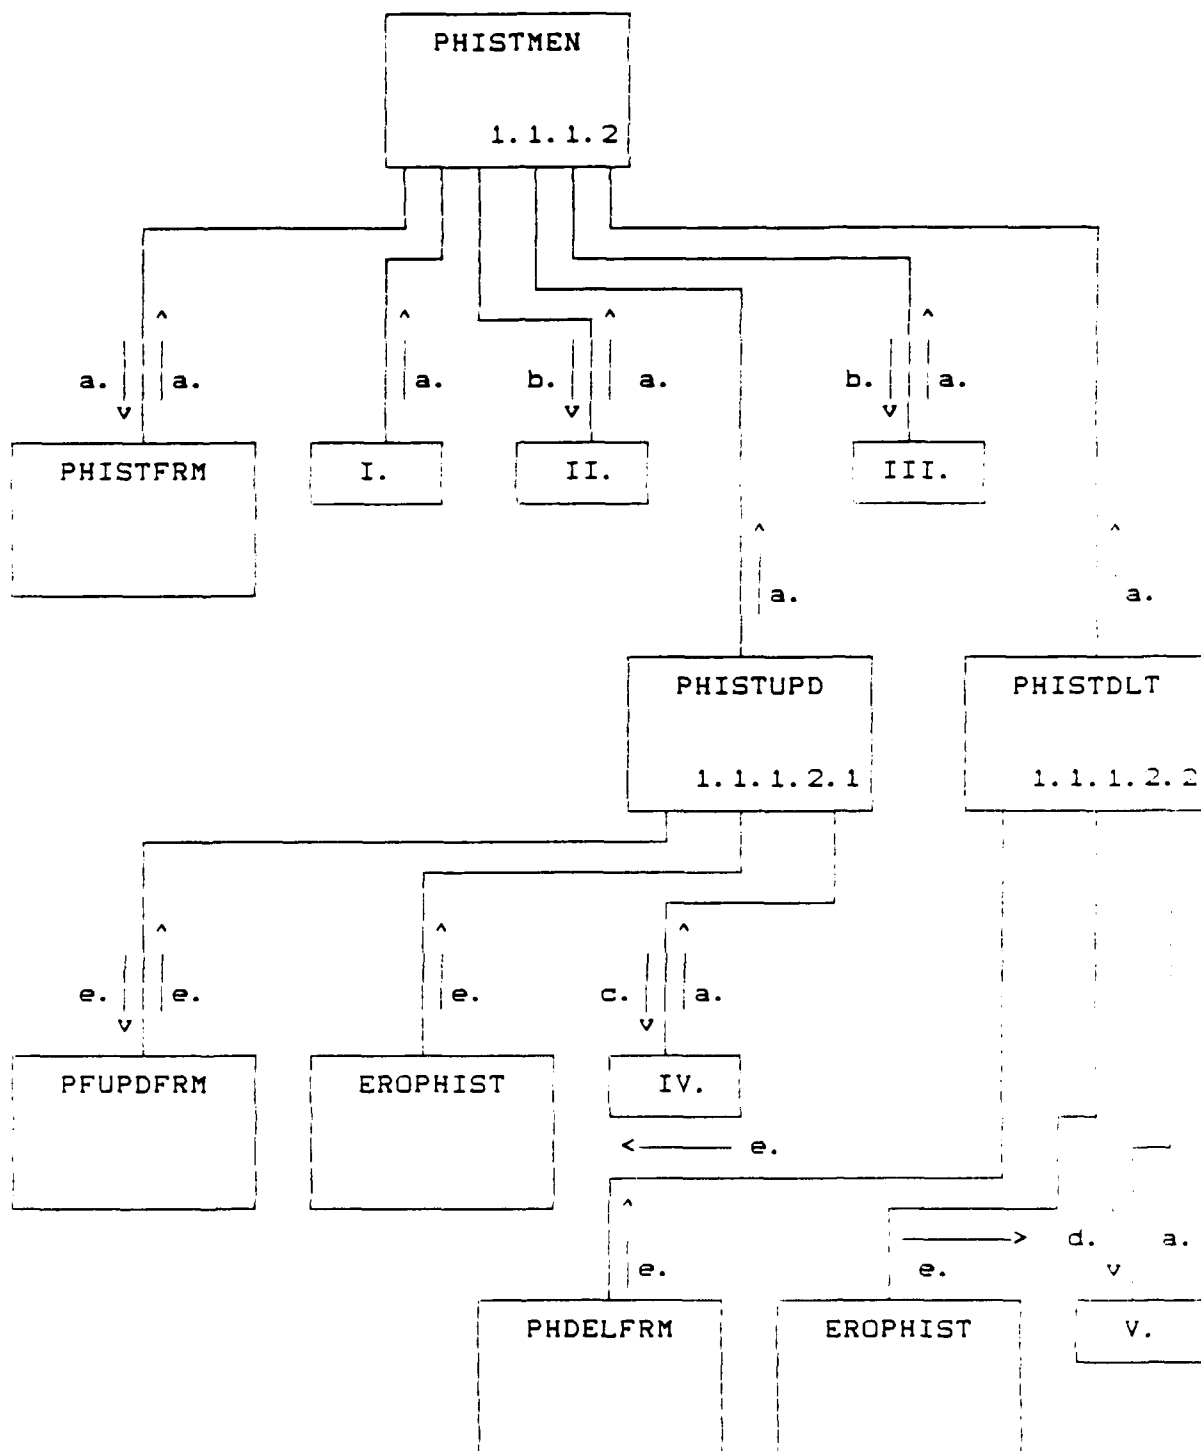 PHISTMEN
1.1.1.2
a. a. a. b. a. b. a.
PHISTFRM I. II. III.
a. a.
PHISTUPD PHISTDLT
1.1.1.2.1 1.1.1.2.2
e. e. e. c. a.
PFUPDFRM EROPHIST IV.
e.
d. a.
e. e.
PHDELFRM EROPHIST V.